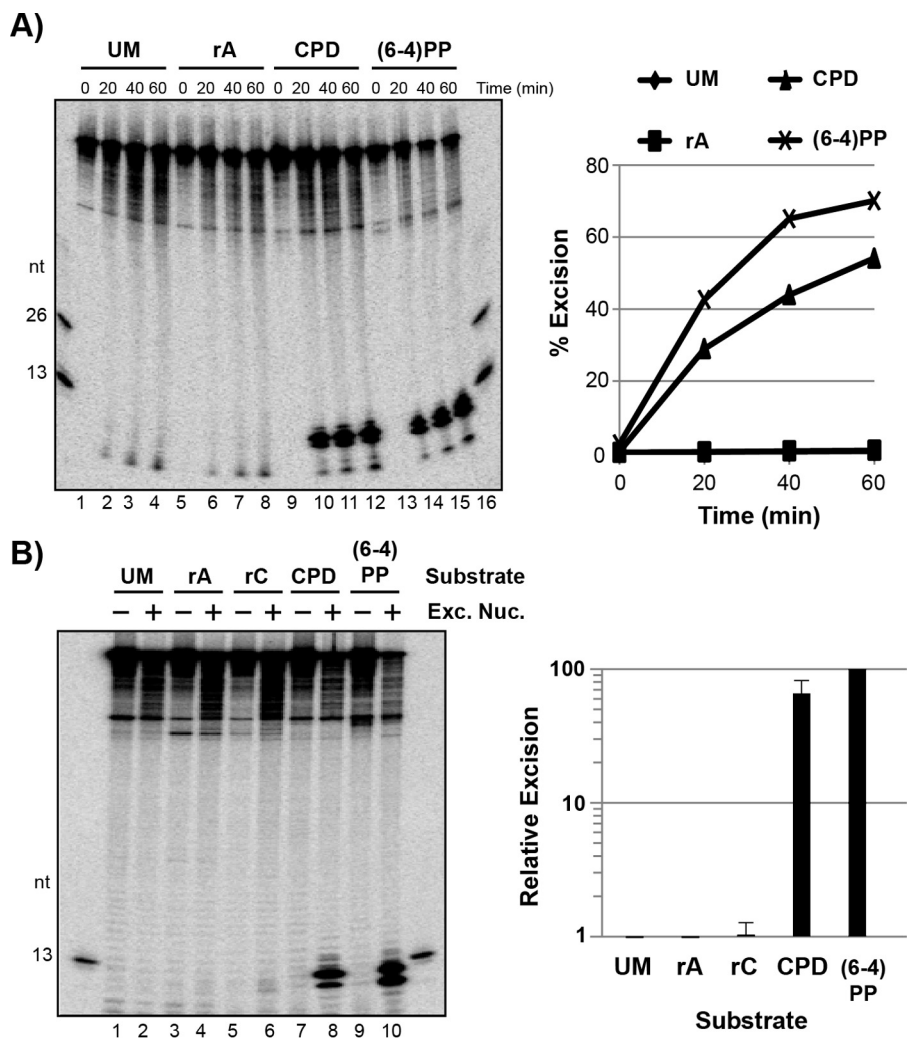 A)
UM rA CPD (6-4)PP
0 20 40 60 0 20 40 60 0 20 40 60 0 20 40 60 Time (min)
nt
26
13
1 2 3 4 5 6 7 8 9 10 11 12 13 14 15 16
UM CPD
rA (6-4)PP
80
60
40
20
0
% Excision
0 20 40 60
Time (min)
B)
UM rA rC CPD (6-4) PP Substrate
− + − + − + − + − + Exc. Nuc.
nt
13
1 2 3 4 5 6 7 8 9 10
100
10
1
Relative Excision
UM rA rC CPD (6-4)
PP
Substrate